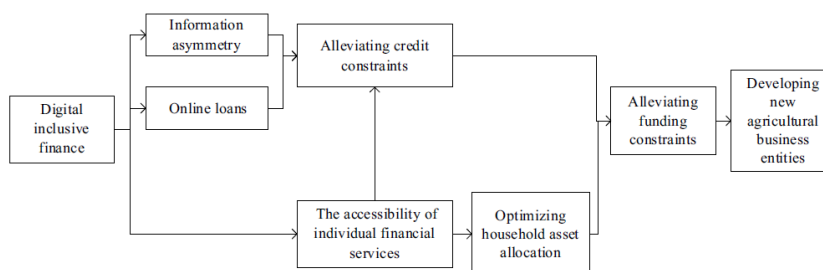 Information
asymmetry
Online loans
Digital
inclusive
finance
Alleviating credit
constraints
The accessibility of
individual financial
services
Optimizing
household asset
allocation
Alleviating
funding
constraints
Developing
new
agricultural
business
entities